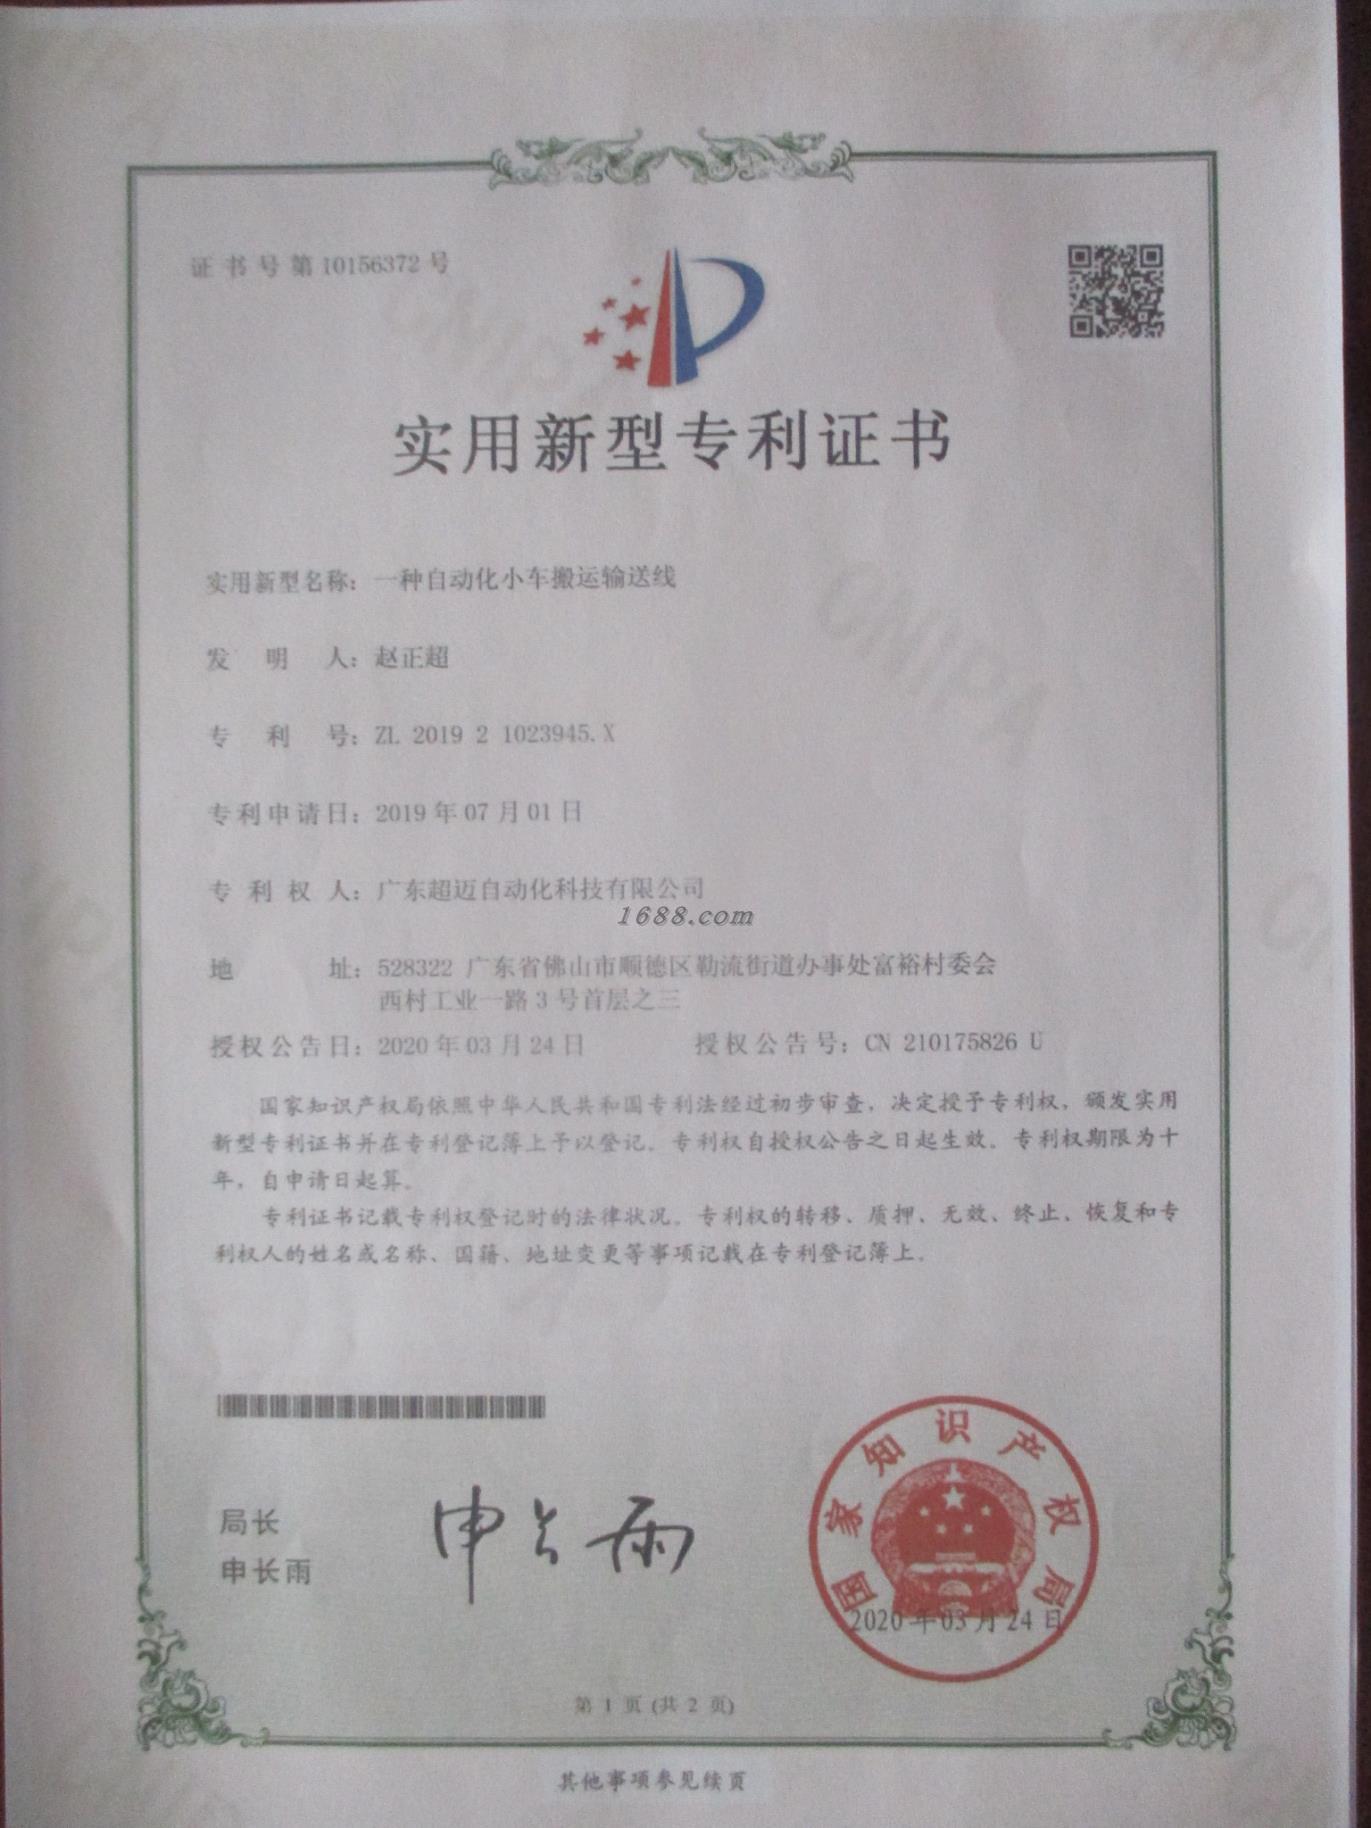 证书号第10156372号
实用新型专利证书
实用新型名称：一种自动化小车搬运输送线
发明人：赵正超
专利号：ZL 2019 2 1023945.X
专利申请日：2019年07月01日
专利权人：广东超迈自动化科技有限公司
1688.com
地址：528322 广东省佛山市顺德区勒流街道办事处富裕村委会
西村工业一路3号首层之三
授权公告日：2020年03月24日 授权公告号：CN 210175826 U
国家知识产权局依照中华人民共和国专利法经过初步审查，决定授予专利权，颁发实用
新型专利证书并在专利登记簿上予以登记。专利权自授权公告之日起生效。专利权期限为十
年，自申请日起算。
专利证书记载专利权登记时的法律状况。专利权的转移、质押、无效、终止、恢复和专
利权人的姓名或名称、国籍、地址变更等事项记载在专利登记簿上。
局长
申长雨
申长雨
国家知识产权局
2020年03月24日
第 1 页 (共 2 页)
其他事项参见续页
CNIPA